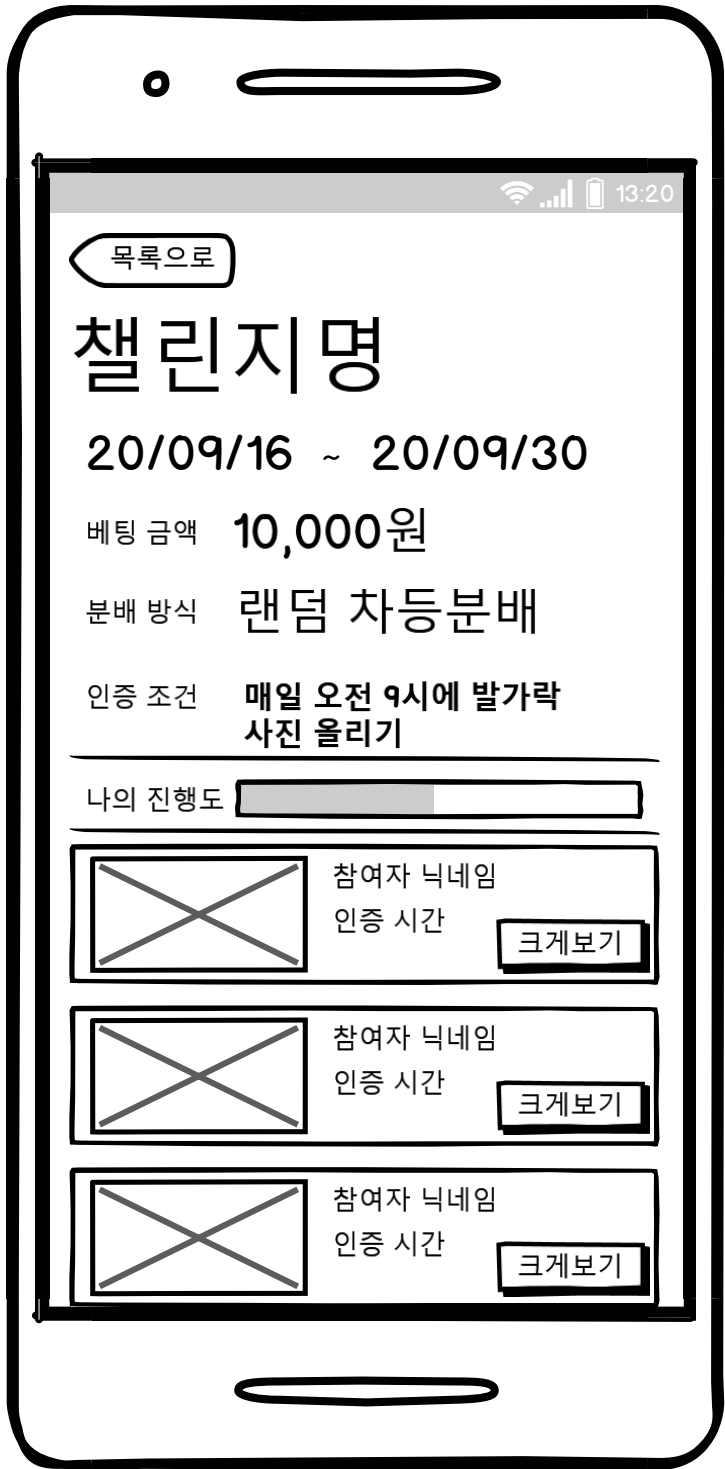 13:20
목록으로
챌린지명
20/09/16 ~ 20/09/30
베팅 금액 10,000원
분배 방식 랜덤 차등분배
인증 조건 매일 오전 9시에 발가락
사진 올리기
나의 진행도
참여자 닉네임
인증 시간
크게보기
참여자 닉네임
인증 시간
크게보기
참여자 닉네임
인증 시간
크게보기